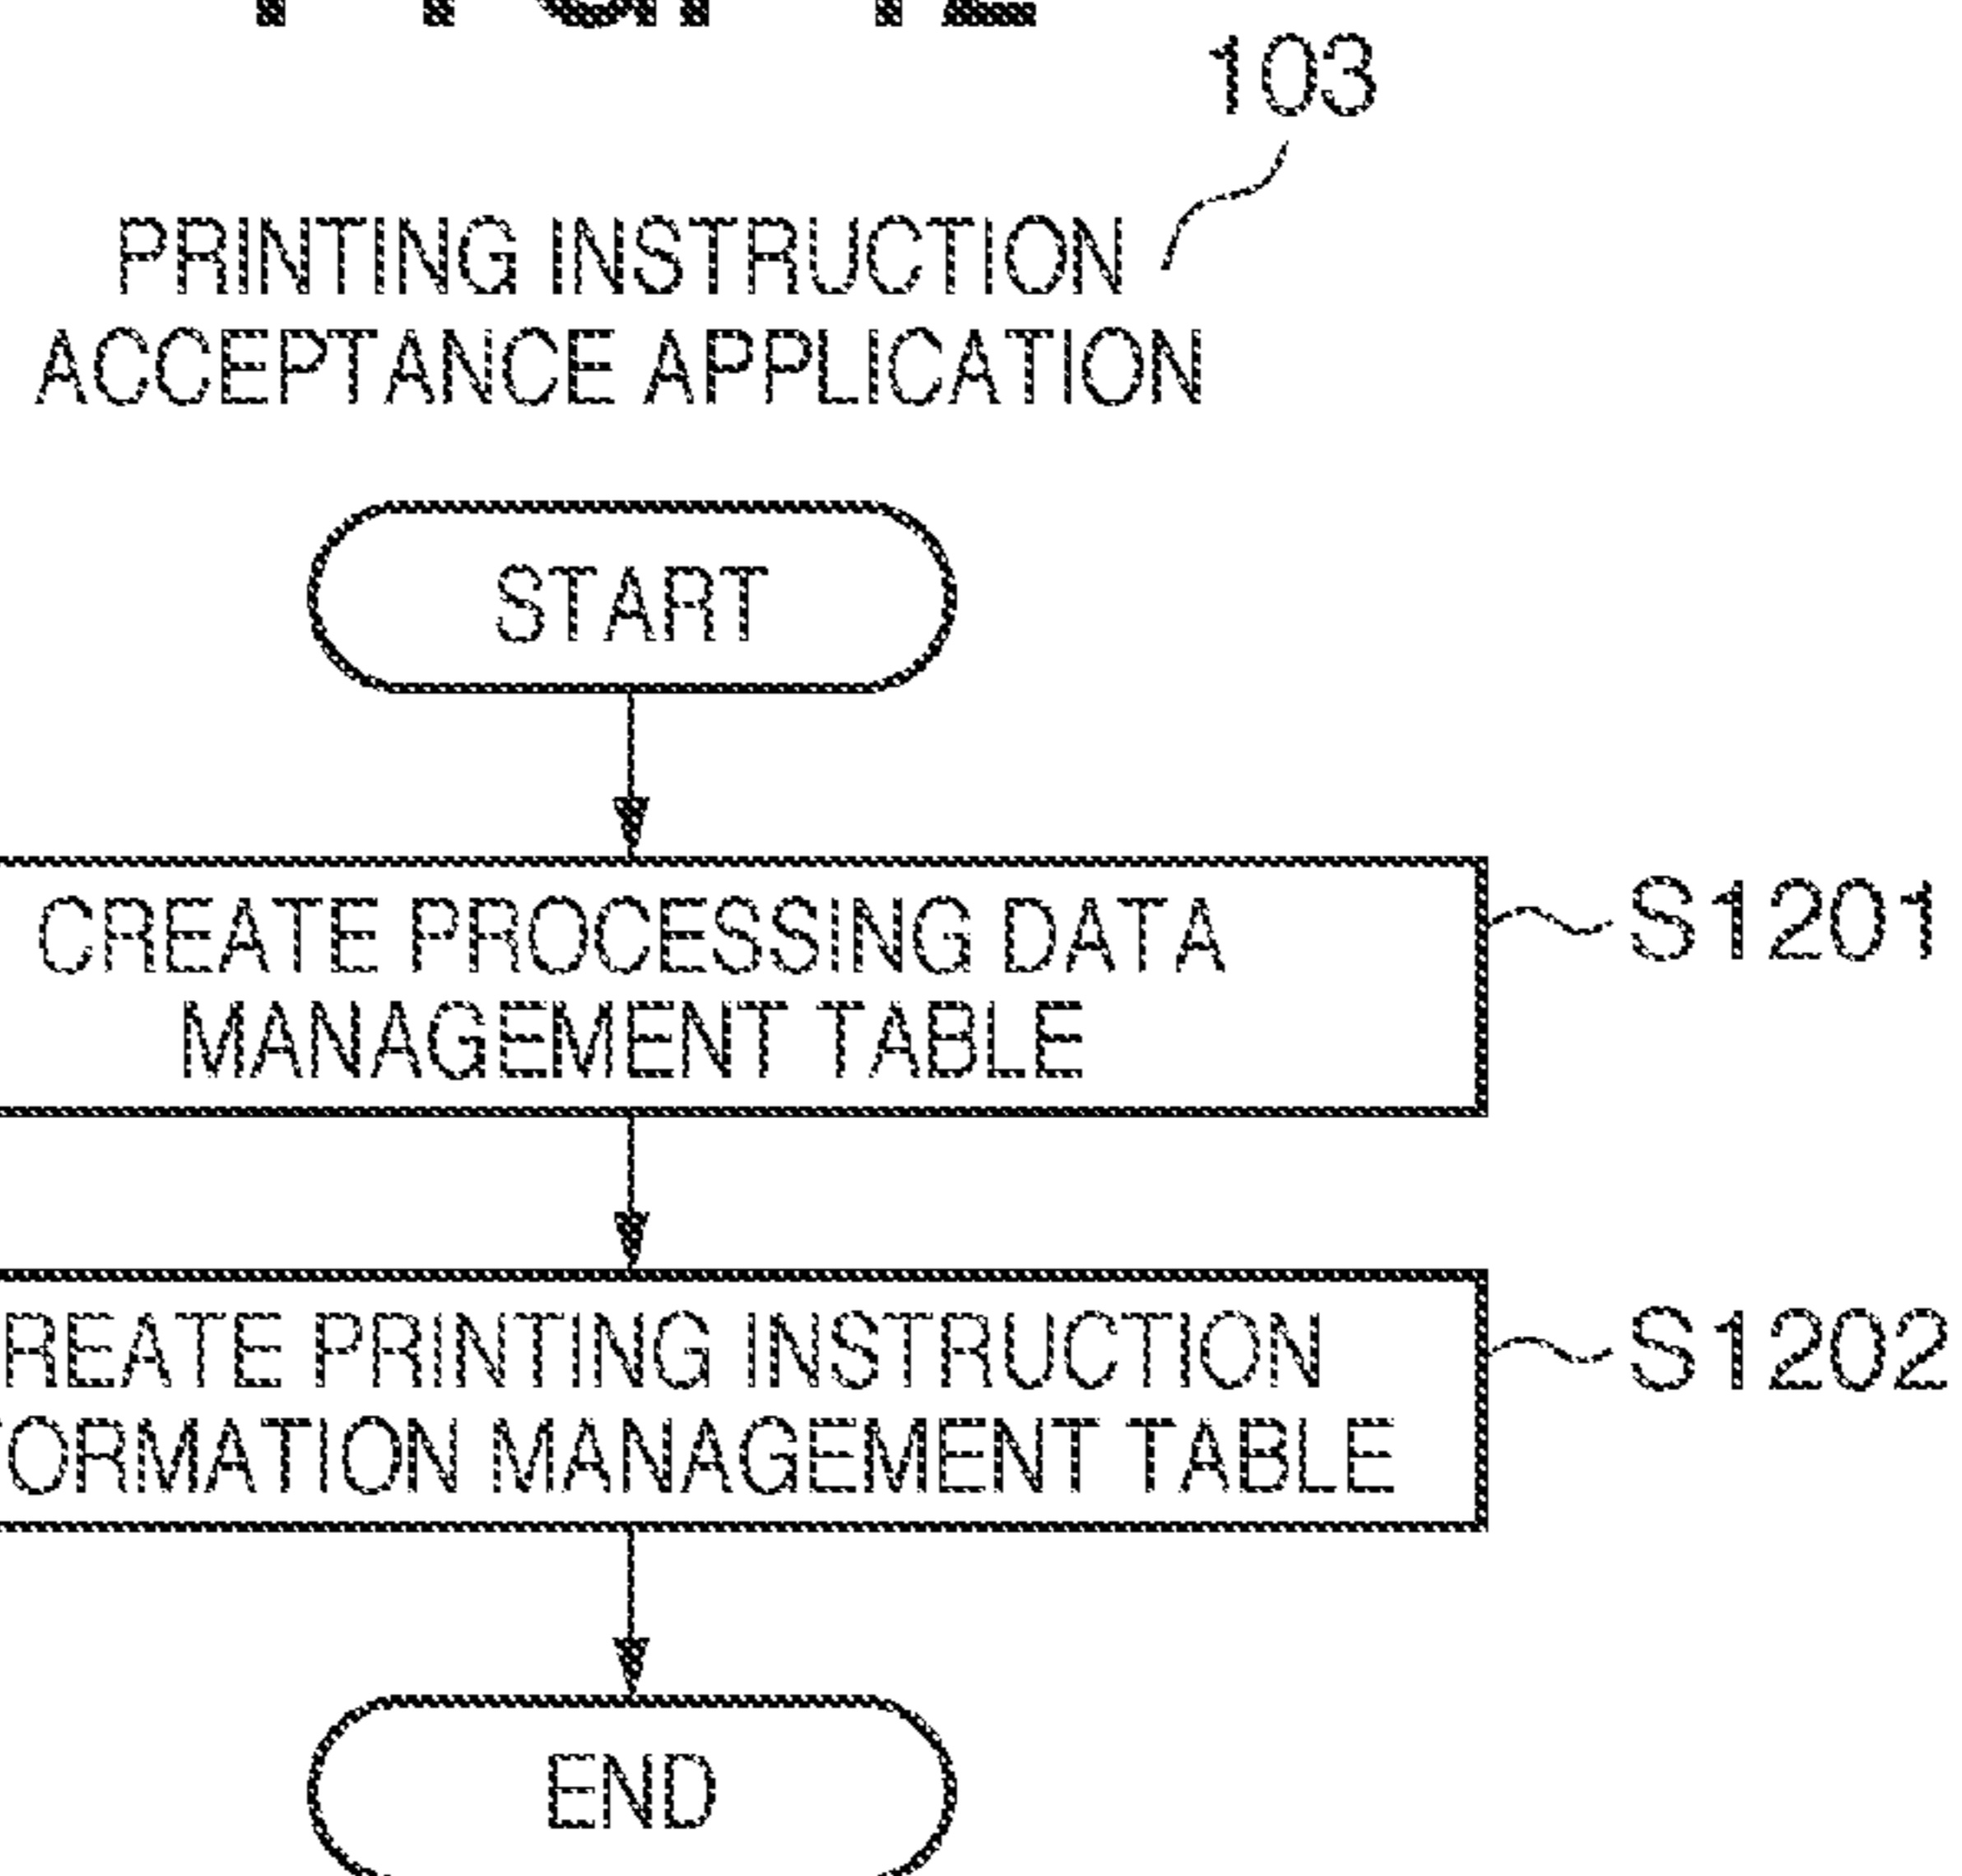 103
PRINTING INSTRUCTION
ACCEPTANCE APPLICATION
START
CREATE PROCESSING DATA
MANAGEMENT TABLE
S1201
REATE PRINTING INSTRUCTION
ORMATION MANAGEMENT TABLE
S1202
END